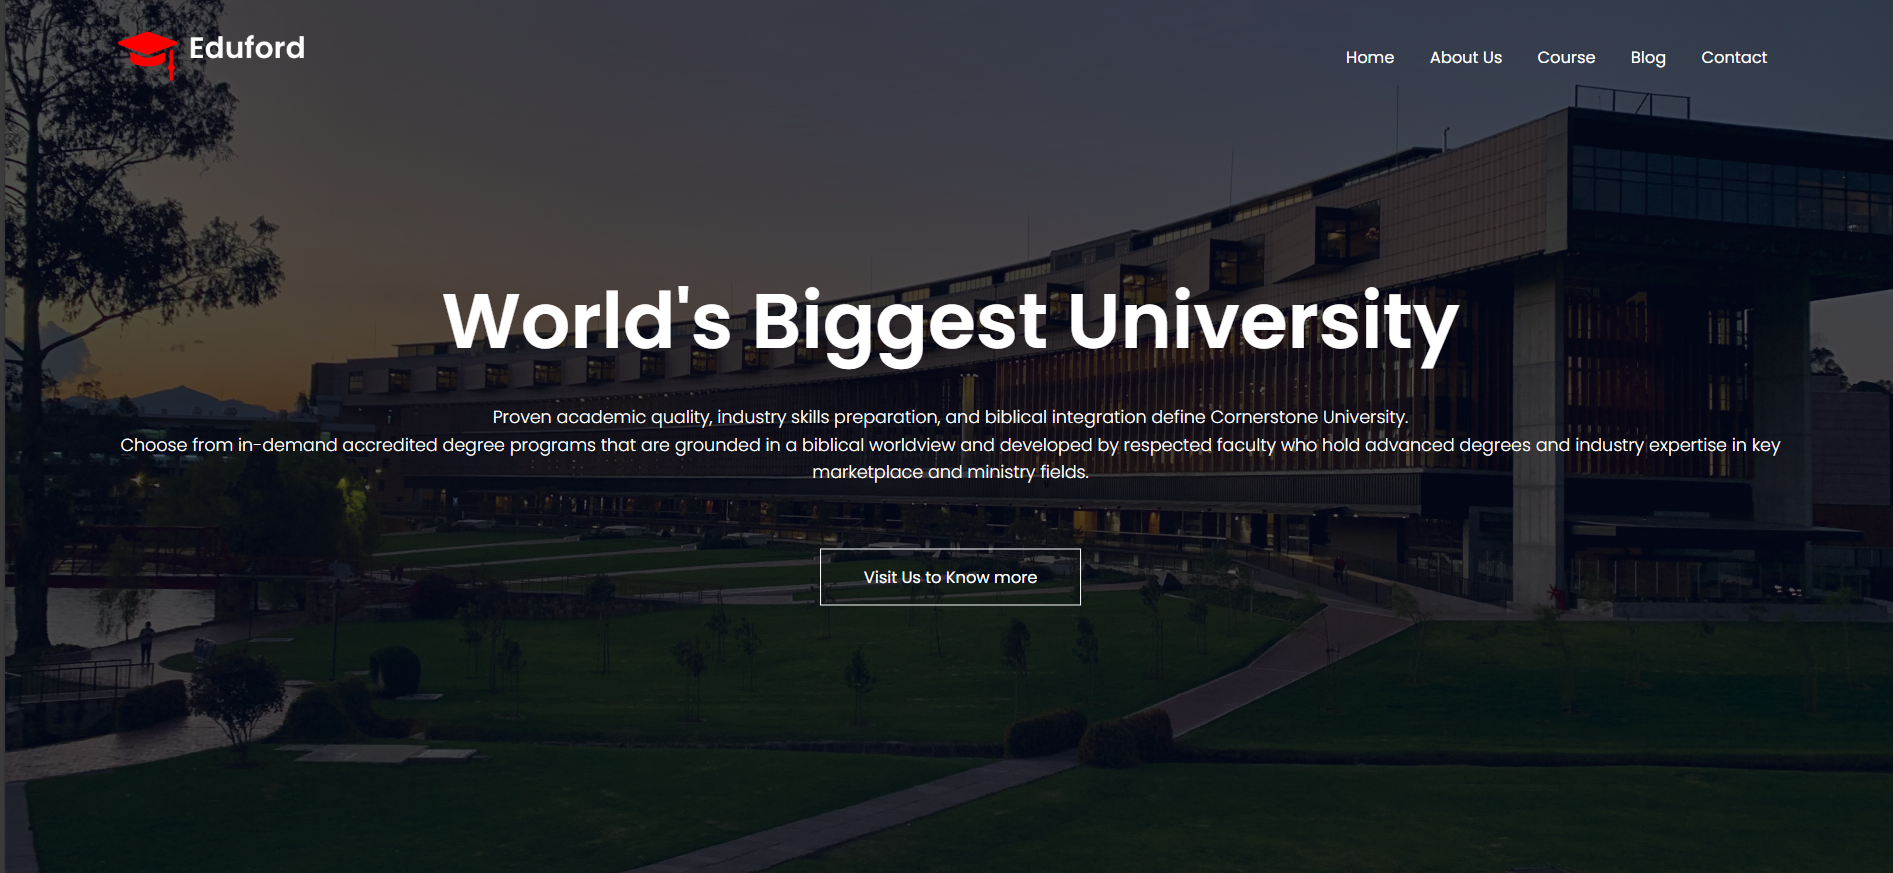 Eduford
Home About Us Course Blog Contact
World's Biggest University
Proven academic quality, industry skills preparation, and biblical integration define Cornerstone University.
Choose from in-demand accredited degree programs that are grounded in a biblical worldview and developed by respected faculty who hold advanced degrees and industry expertise in key
marketplace and ministry fields.
Visit Us to Know more